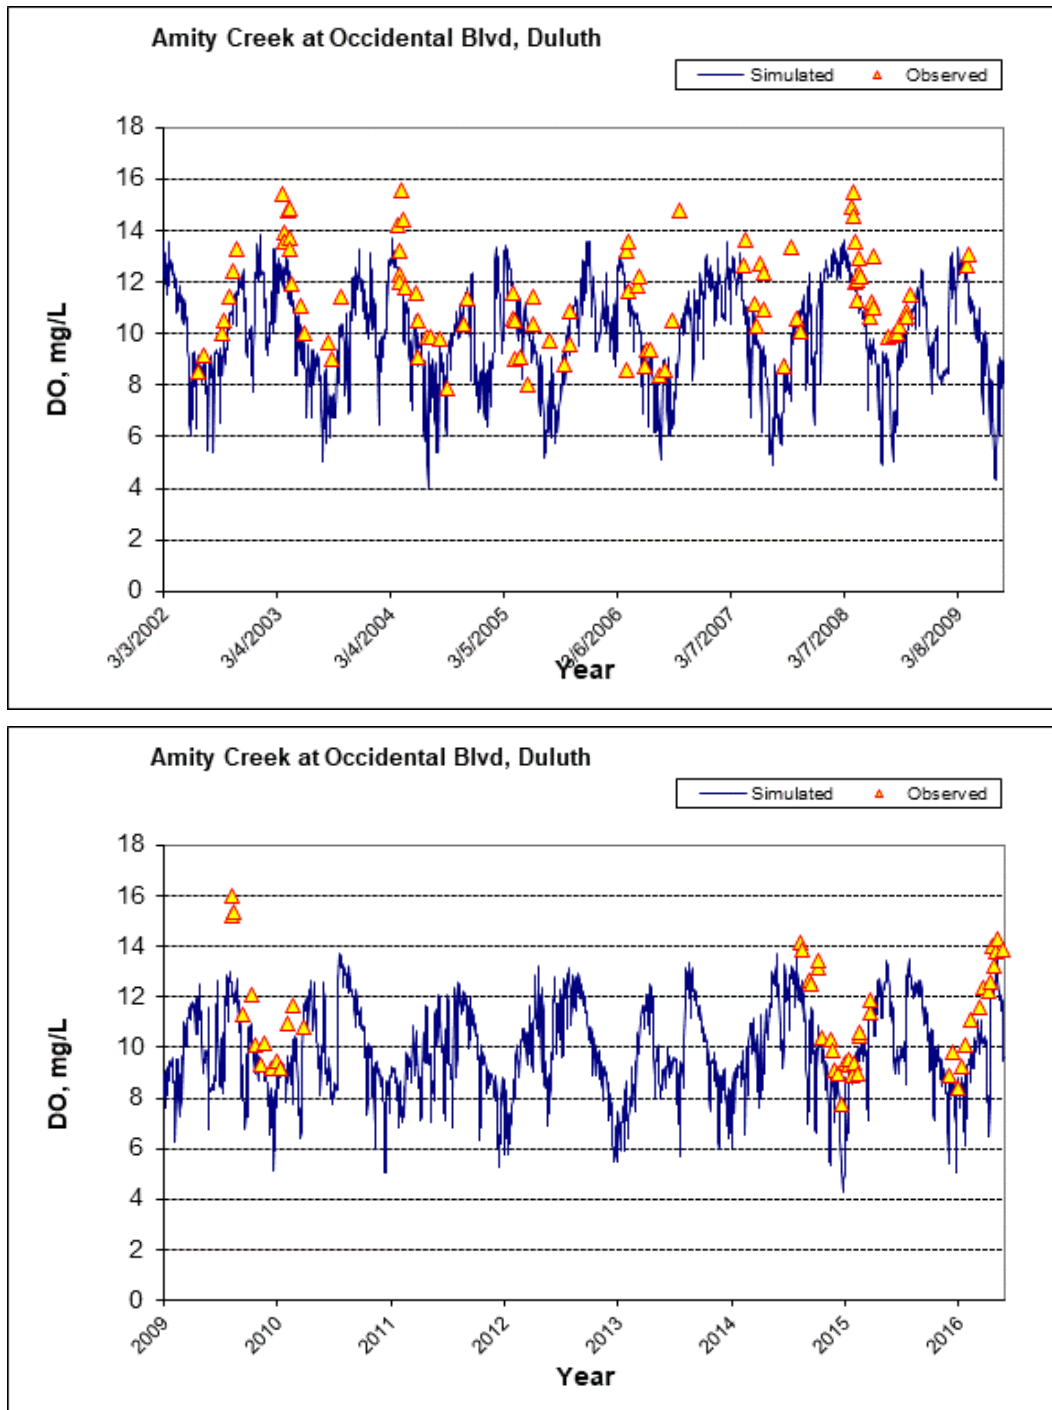 Amity Creek at Occidental Blvd, Duluth
Simulated Observed
18
16
14
12
10
8
6
4
2
0
DO, mg/L
3/3/2002 3/4/2003 3/4/2004 3/5/2005 3/6/2006 3/7/2007 3/7/2008 3/8/2009
Year
Amity Creek at Occidental Blvd, Duluth
Simulated Observed
18
16
14
12
10
8
6
4
2
0
DO, mg/L
2009 2010 2011 2012 2013 2014 2015 2016
Year